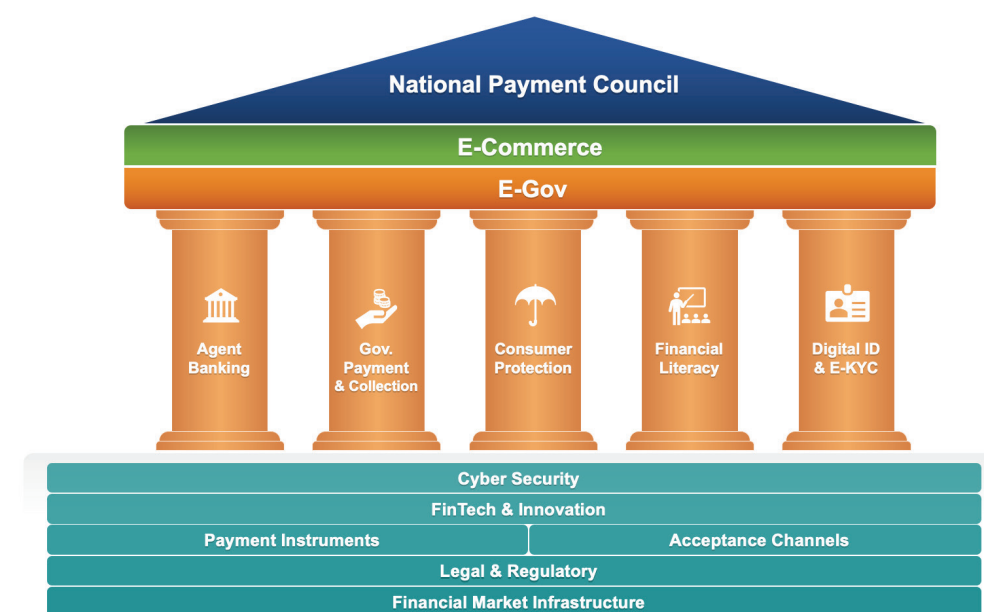 National Payment Council
E-Commerce
E-Gov
Agent
Banking
Gov.
Payment
& Collection
Consumer
Protection
Financial
Literacy
Digital ID
& E-KYC
Cyber Security
FinTech & Innovation
Payment Instruments
Acceptance Channels
Legal & Regulatory
Financial Market Infrastructure